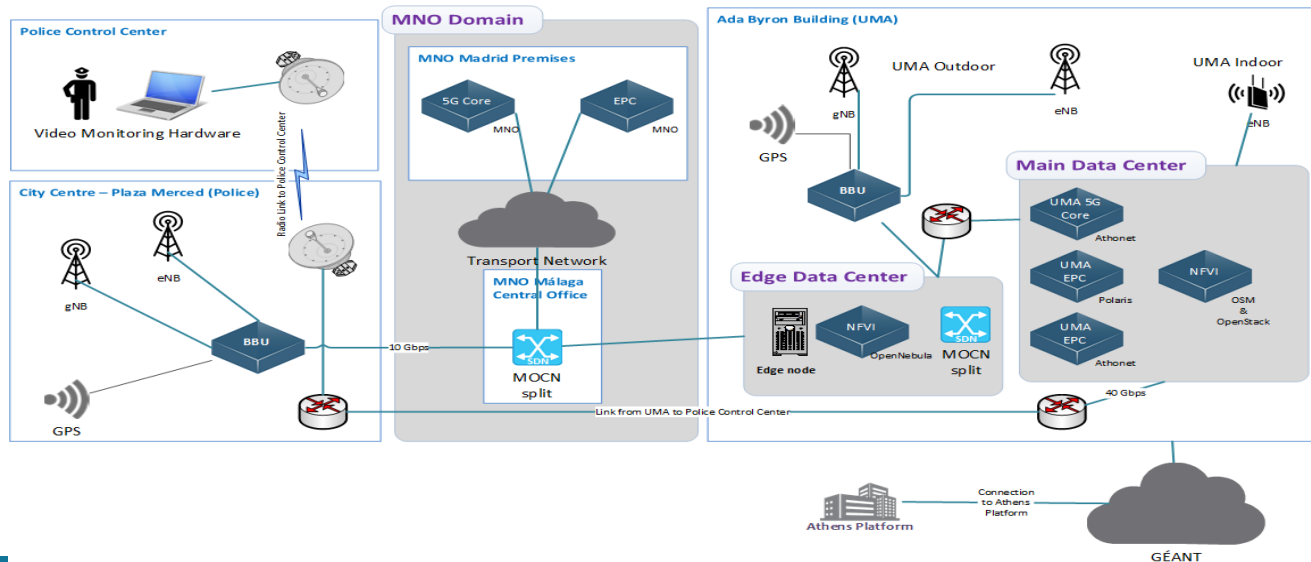 Police Control Center
Video Monitoring Hardware
Radio Link to Police Control Center
City Centre – Plaza Merced (Police)
eNB
gNB
BBU
GPS
MNO Domain
MNO Madrid Premises
5G Core
MNO
EPC
MNO
Transport Network
MNO Málaga
Central Office
SDN
MOCN
split
10 Gbps
Link from UMA to Police Control Center
Ada Byron Building (UMA)
UMA Outdoor
gNB
eNB
GPS
BBU
UMA Indoor
eNB
Main Data Center
UMA 5G
Core
Athonet
UMA
EPC
Polaris
UMA
EPC
Athonet
NFVI
OSM
&
OpenStack
Edge Data Center
Edge node
NFVI
OpenNebula
SDN
MOCN
split
40 Gbps
Connection
to Athens
Platform
Athens Platform
GÉANT